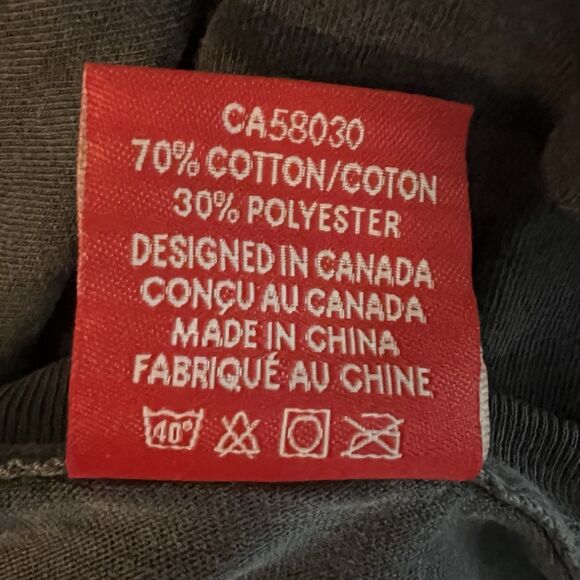 CA58030
70% COTTON/COTON
30% POLYESTER
DESIGNED IN CANADA
CONÇU AU CANADA
MADE IN CHINA
FABRIQUÉ AU CHINE
40°